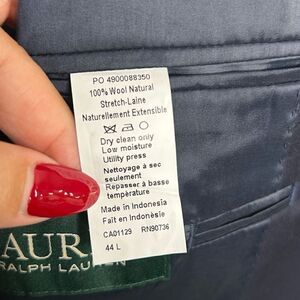 PO 4900088350
100% Wool Natural
Stretch-Laine
Naturellement Extensible
Dry clean only
Low moisture
Utility press
Nettoyage à sec
seulement
Repasser à basse
température
Made in Indonesia
Fait en Indonésie
CA01129 RN90736
44 L
AUR
RALPH LAUREN